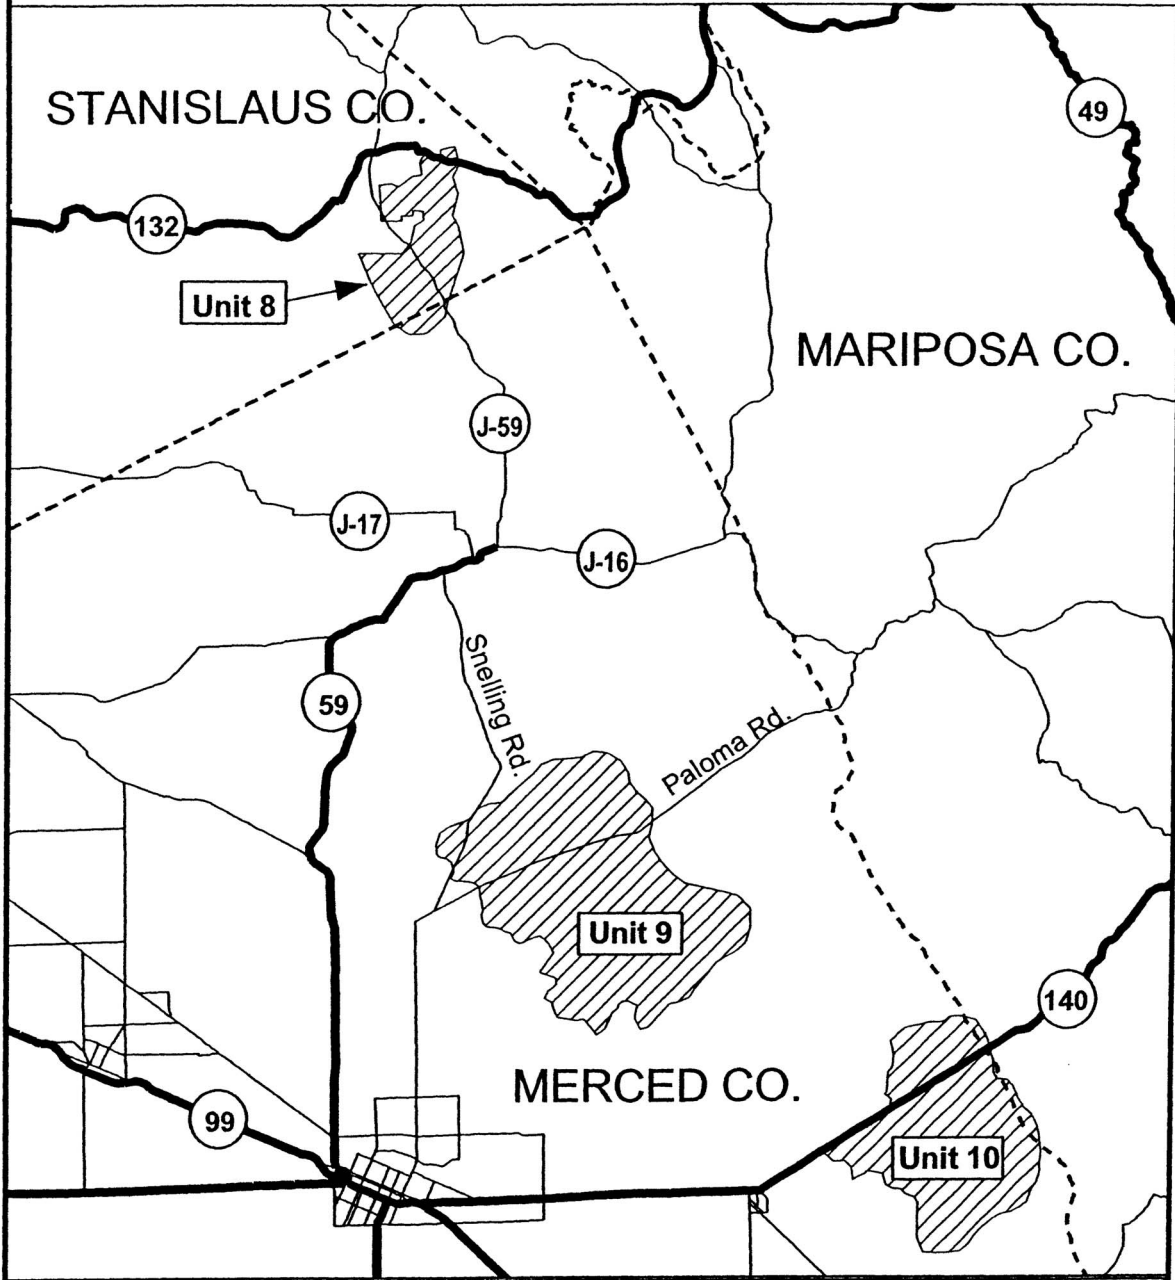 STANISLAUS CO.
49
132
Unit 8
MARIPOSA CO.
J-59
J-17
J-16
Snelling Rd.
59
Paloma Rd.
Unit 9
140
MERCED CO.
99
Unit 10